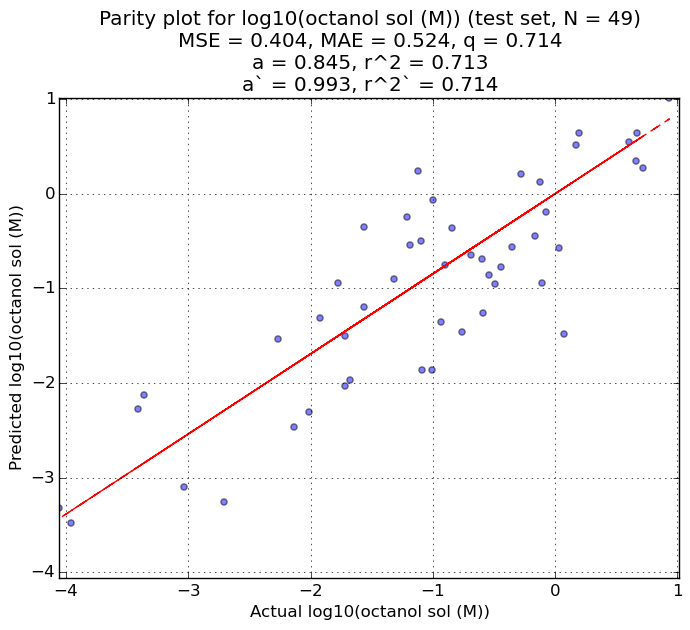 Parity plot for log10(octanol sol (M)) (test set, N = 49)
MSE = 0.404, MAE = 0.524, q = 0.714
a = 0.845, r^2 = 0.713
a` = 0.993, r^2` = 0.714
1
0
−1
−2
−3
−4
Predicted log10(octanol sol (M))
−4 −3 −2 −1 0 1
Actual log10(octanol sol (M))